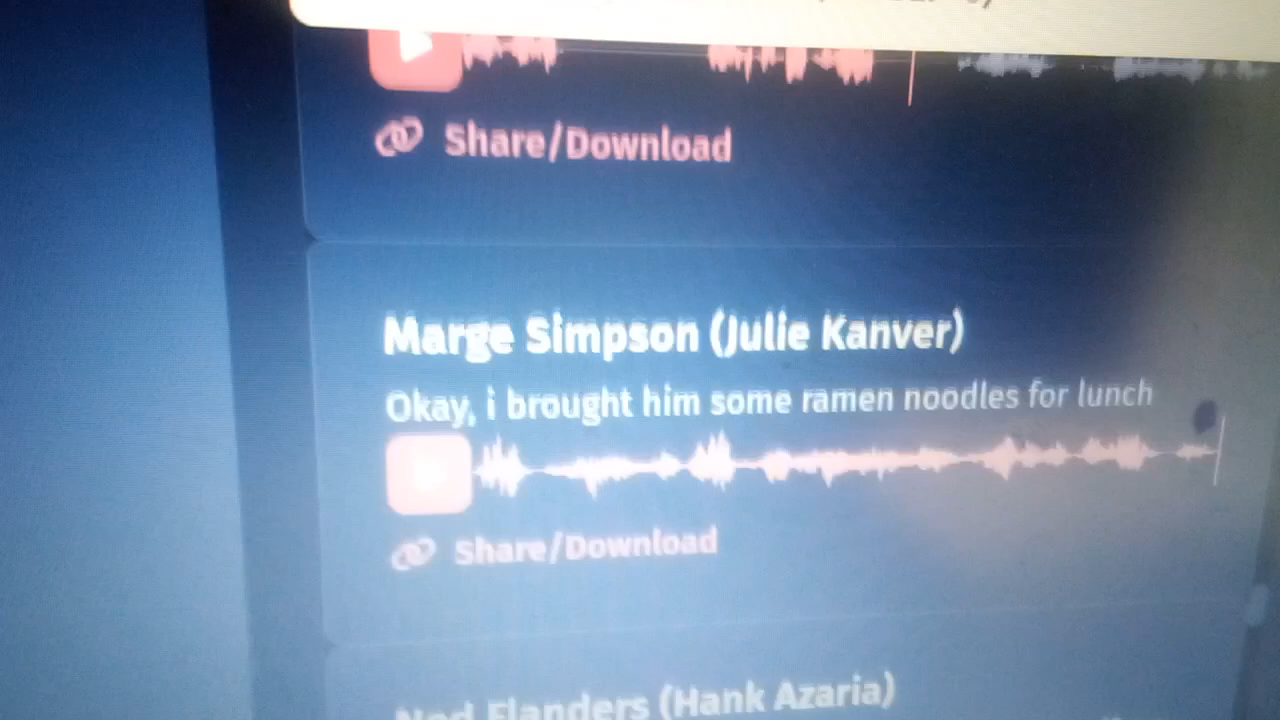 Share/Download
Marge Simpson (Julie Kanver)
Okay, i brought him some ramen noodles for lunch
Share/Download
Ned Flanders (Hank Azaria)